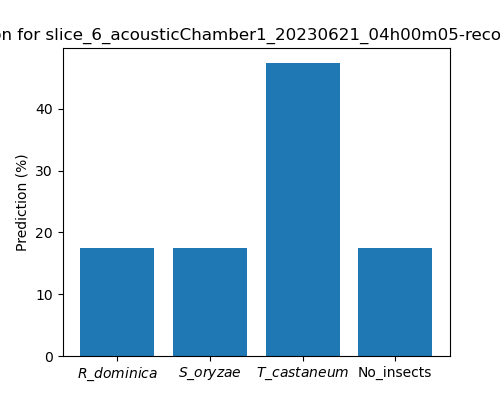 on for slice_6_acousticChamber1_20230621_04h00m05-reco
Prediction (%)
40
30
20
10
0
R_dominica S_oryzae T_castaneum No_insects